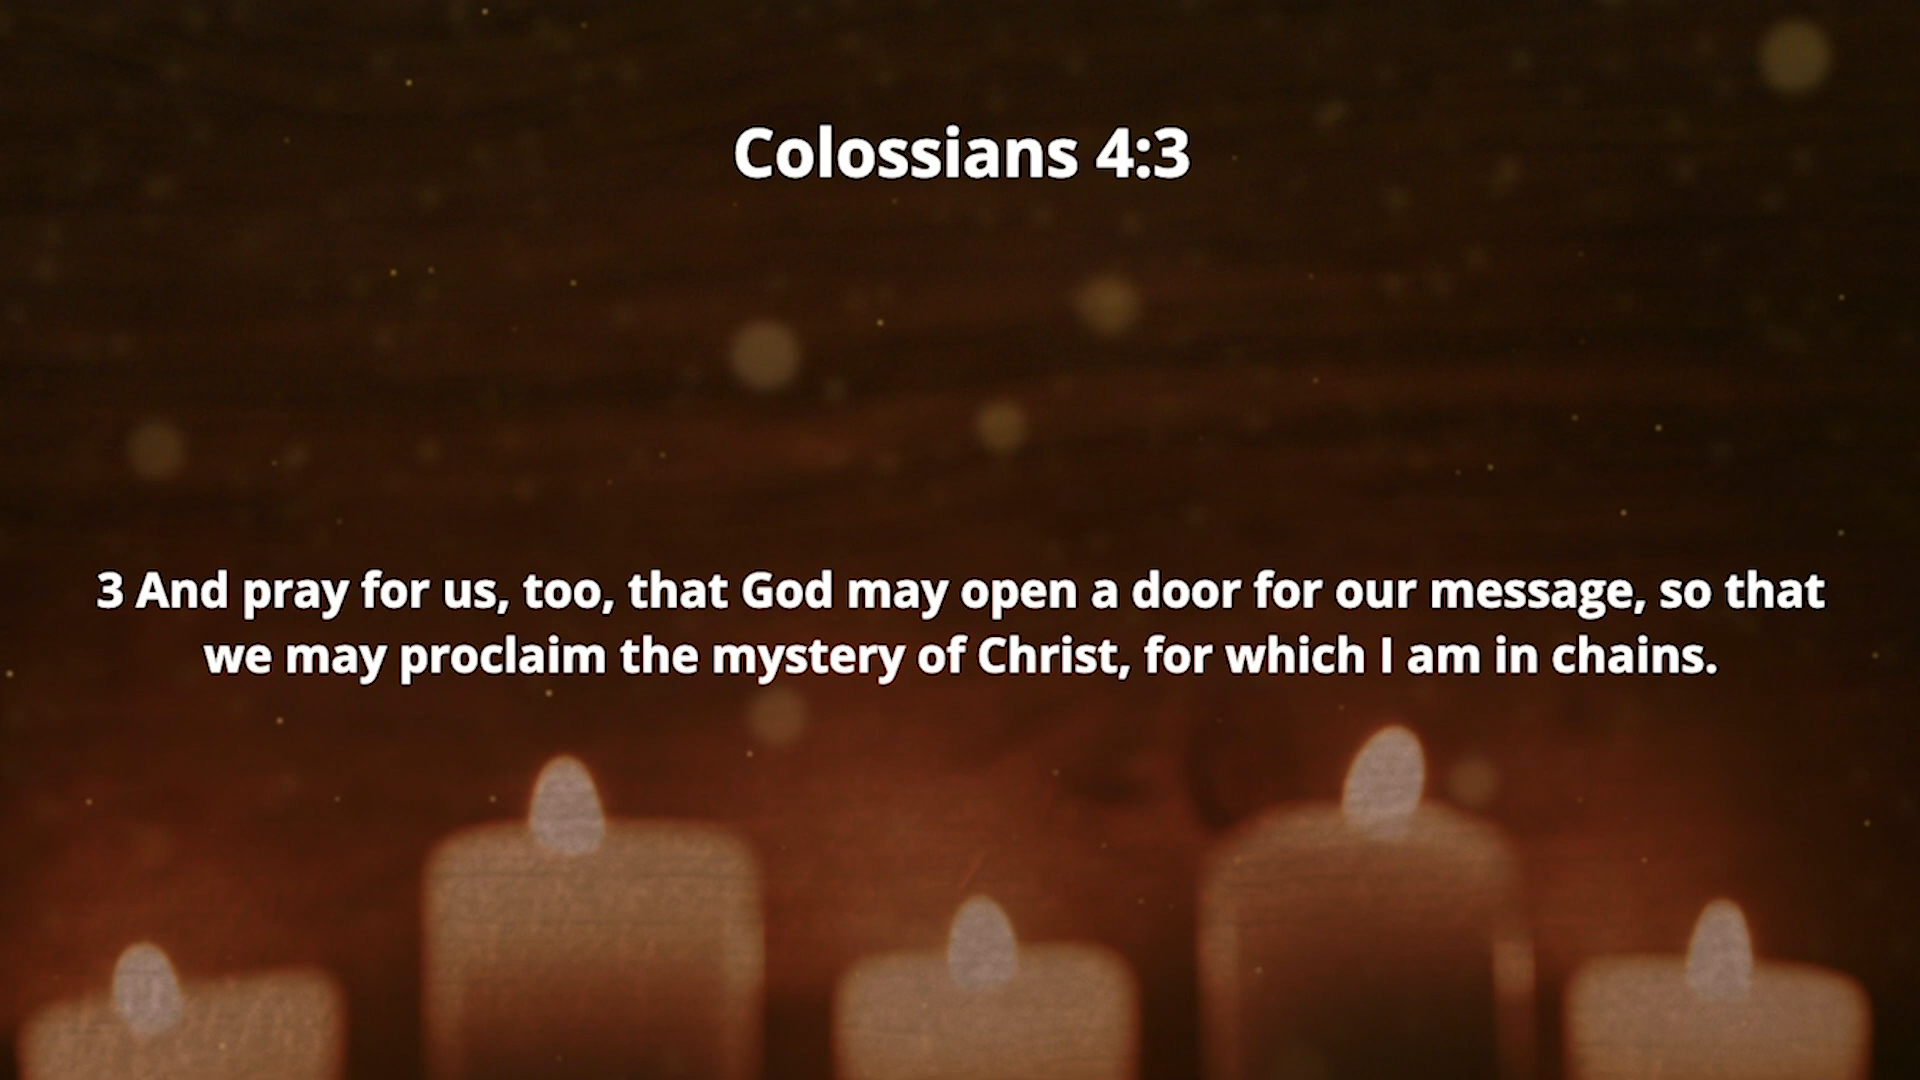 Colossians 4:3
3 And pray for us, too, that God may open a door for our message, so that
we may proclaim the mystery of Christ, for which I am in chains.